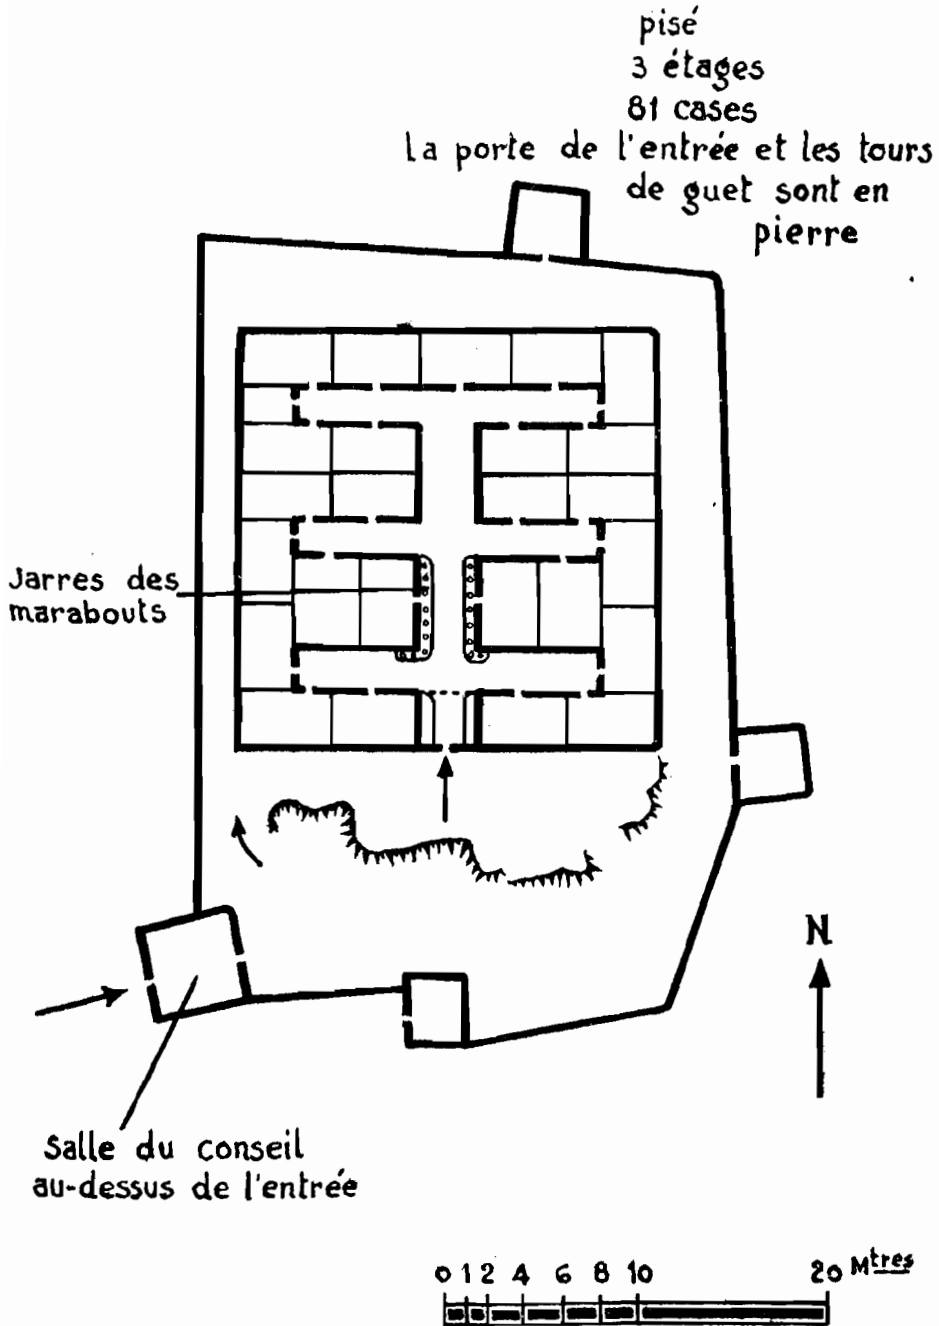 pisé
3 étages
81 cases
La porte de l'entrée et les tours
de guet sont en
pierre
Jarres des
marabouts
N
Salle du conseil
au-dessus de l'entrée
0 1 2 4 6 8 10 20 Mtres